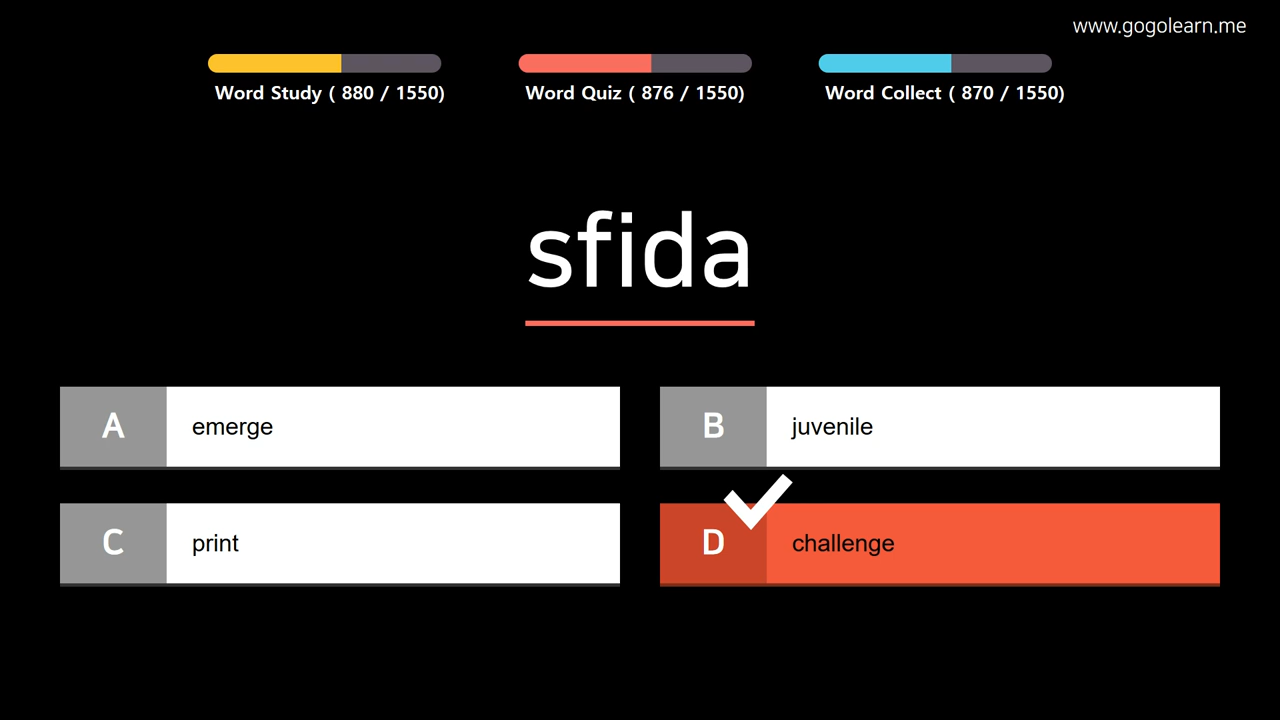 www.gogolearn.me
Word Study ( 880 / 1550)
Word Quiz ( 876 / 1550)
Word Collect ( 870 / 1550)
sfida
A emerge
B juvenile
C print
D challenge